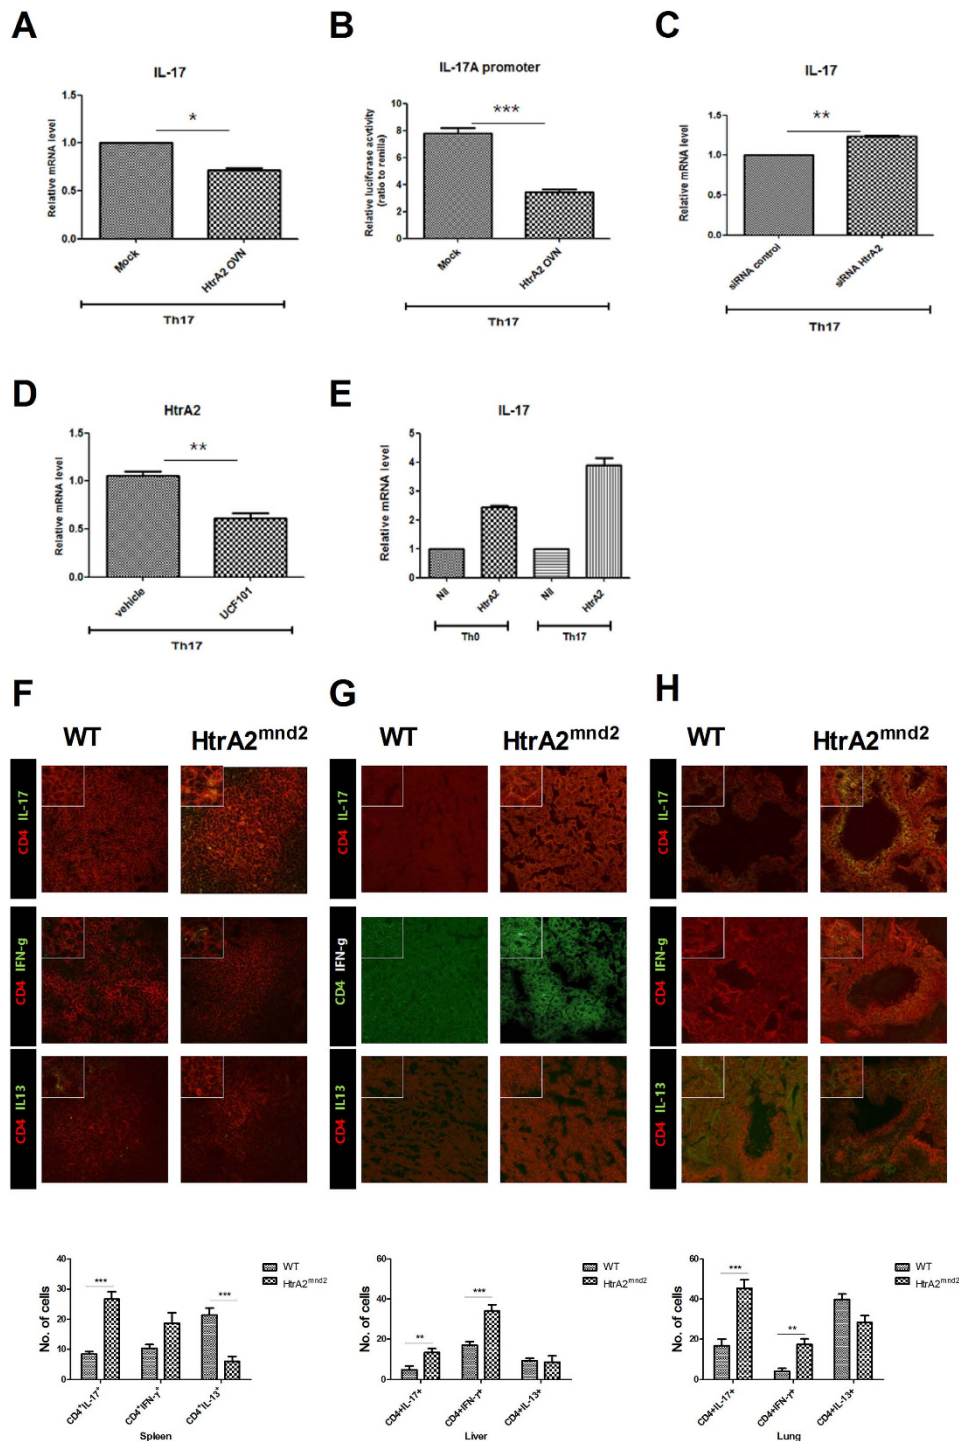 A
B
C
IL-17
IL-17A promoter
IL-17
Relative mRNA level
1.5
1.0
0.5
0.0
*
Mock
HtrA2 OVN
Th17
Relative luciferase acvtivity
(ratio to renilla)
10
8
6
4
2
0
***
Mock
HtrA2 OVN
Th17
Relative mRNA level
1.5
1.0
0.5
0.0
**
siRNA control
siRNA HtrA2
Th17
D
E
HtrA2
IL-17
Relative mRNA level
1.5
1.0
0.5
0.0
**
vehicle
UCF101
Th17
Relative mRNA level
5
4
3
2
1
0
Nil
HtrA2
Nil
HtrA2
Th0
Th17
F
G
H
WT
HtrA2mnd2
WT
HtrA2mnd2
WT
HtrA2mnd2
CD4 IL-17
CD4 IL-17
CD4 IL-17
CD4 IFN-g
CD4 IFN-g
CD4 IFN-g
CD4 IL13
CD4 IL13
CD4 IL-13
No. of cells
40
30
20
10
0
***
***
WT
HtrA2mnd2
CD4+IL-17+
CD4+IFN-γ+
CD4+IL-13+
Spleen
No. of cells
60
40
20
0
**
***
WT
HtrA2mnd2
CD4+IL-17+
CD4+IFN-γ+
CD4+IL-13+
Liver
No. of cells
60
40
20
0
***
**
WT
HtrA2mnd2
CD4+IL-17+
CD4+IFN-γ+
CD4+IL-13+
Lung